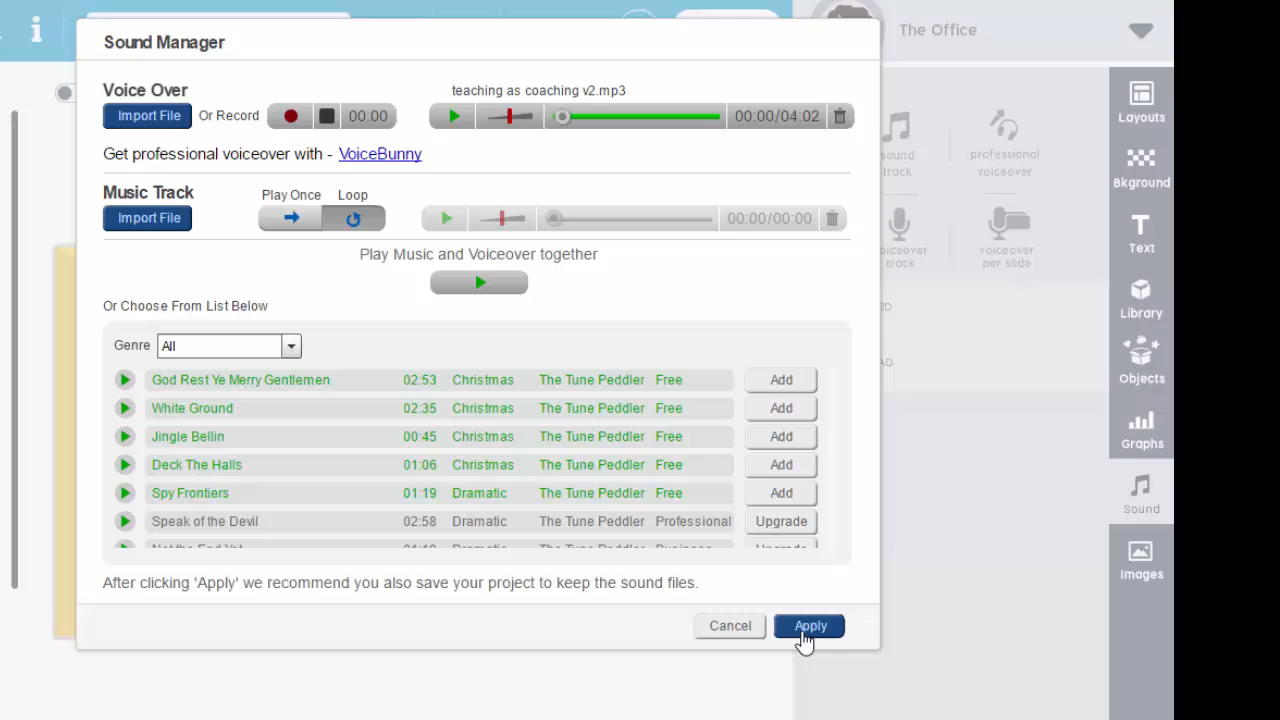 i
The Office
Sound Manager
Voice Over
teaching as coaching v2.mp3
Import File Or Record 00:00 00:00/04:02
Get professional voiceover with - VoiceBunny
Music Track
Play Once Loop
Import File 00:00/00:00
Play Music and Voiceover together
Or Choose From List Below
Genre All
God Rest Ye Merry Gentlemen 02:53 Christmas The Tune Peddler Free Add
White Ground 02:35 Christmas The Tune Peddler Free Add
Jingle Bellin 00:45 Christmas The Tune Peddler Free Add
Deck The Halls 01:06 Christmas The Tune Peddler Free Add
Spy Frontiers 01:19 Dramatic The Tune Peddler Free Add
Speak of the Devil 02:58 Dramatic The Tune Peddler Professional Upgrade
After clicking 'Apply' we recommend you also save your project to keep the sound files.
Cancel Apply
sound
track
professional
voiceover
track
voiceover
per slide
Layouts
Bkground
Text
Library
Objects
Graphs
Sound
Images